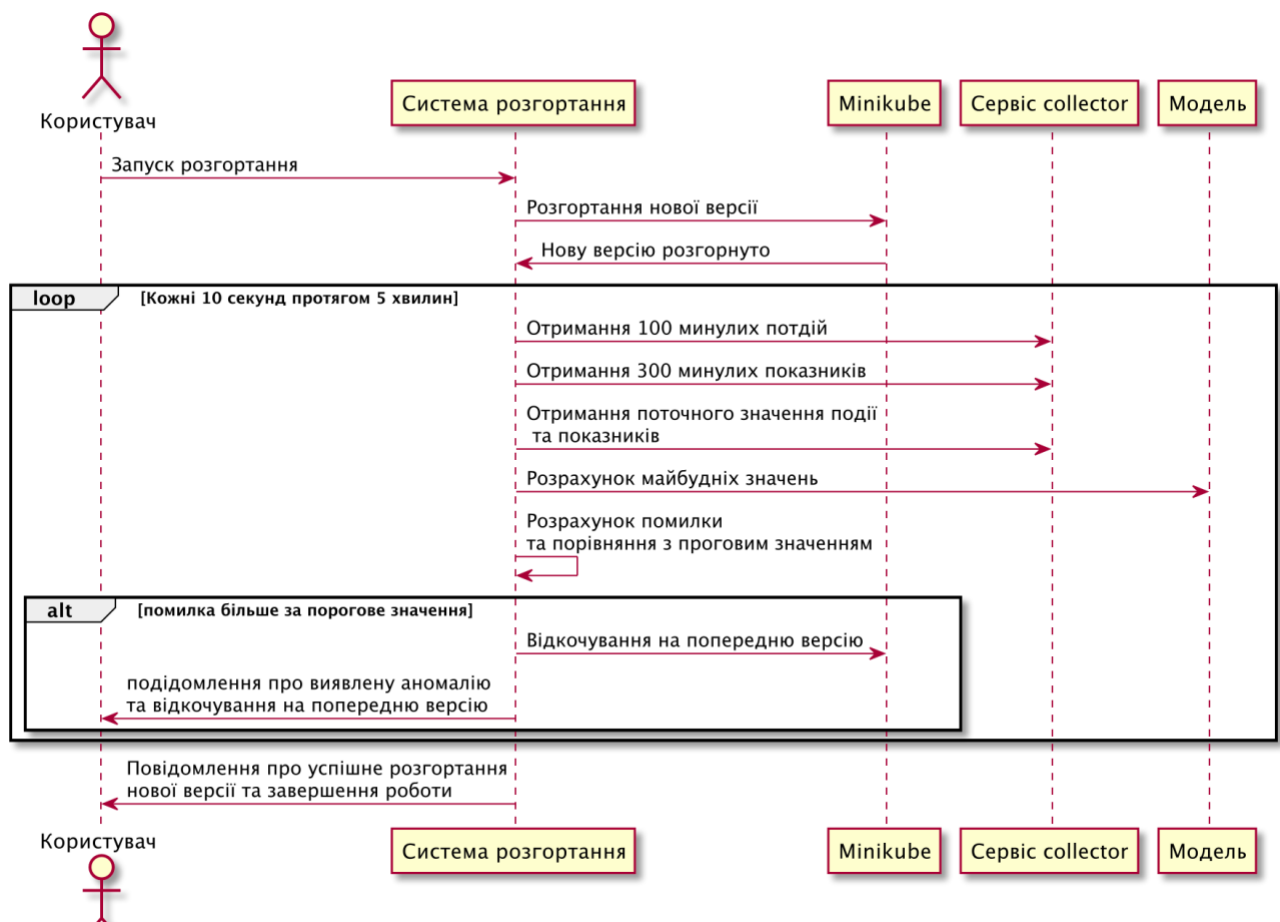 Користувач
Система розгортання
Minikube
Сервіс collector
Модель
Запуск розгортання
Розгортання нової версії
Нову версію розгорнуто
loop [Кожні 10 секунд протягом 5 хвилин]
Отримання 100 минулих потдій
Отримання 300 минулих показників
Отримання поточного значення події
та показників
Розрахунок майбудніх значень
Розрахунок помилки
та порівняння з проговим значенням
alt [помилка більше за порогове значення]
Відкочування на попередню версію
подідомлення про виявлену аномалію
та відкочування на попередню версію
Повідомлення про успішне розгортання
нової версії та завершення роботи
Користувач
Система розгортання
Minikube
Сервіс collector
Модель